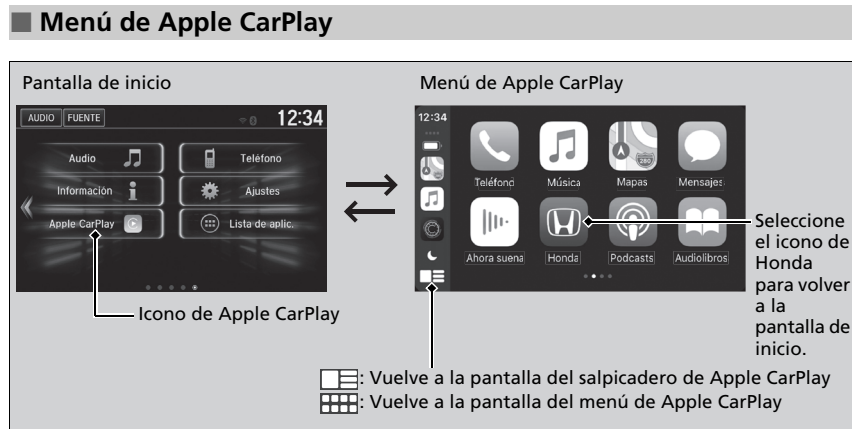 Menú de Apple CarPlay
Pantalla de inicio
AUDIO FUENTE 12:34
Audio Teléfono
Información Ajustes
Apple CarPlay Lista de aplic.
Icono de Apple CarPlay
Menú de Apple CarPlay
12:34
Teléfono Música Mapas Mensajes
Ahora suena Honda Podcasts Audiolibros
Seleccione
el icono de
Honda
para volver
a la
pantalla de
inicio.
: Vuelve a la pantalla del salpicadero de Apple CarPlay
: Vuelve a la pantalla del menú de Apple CarPlay